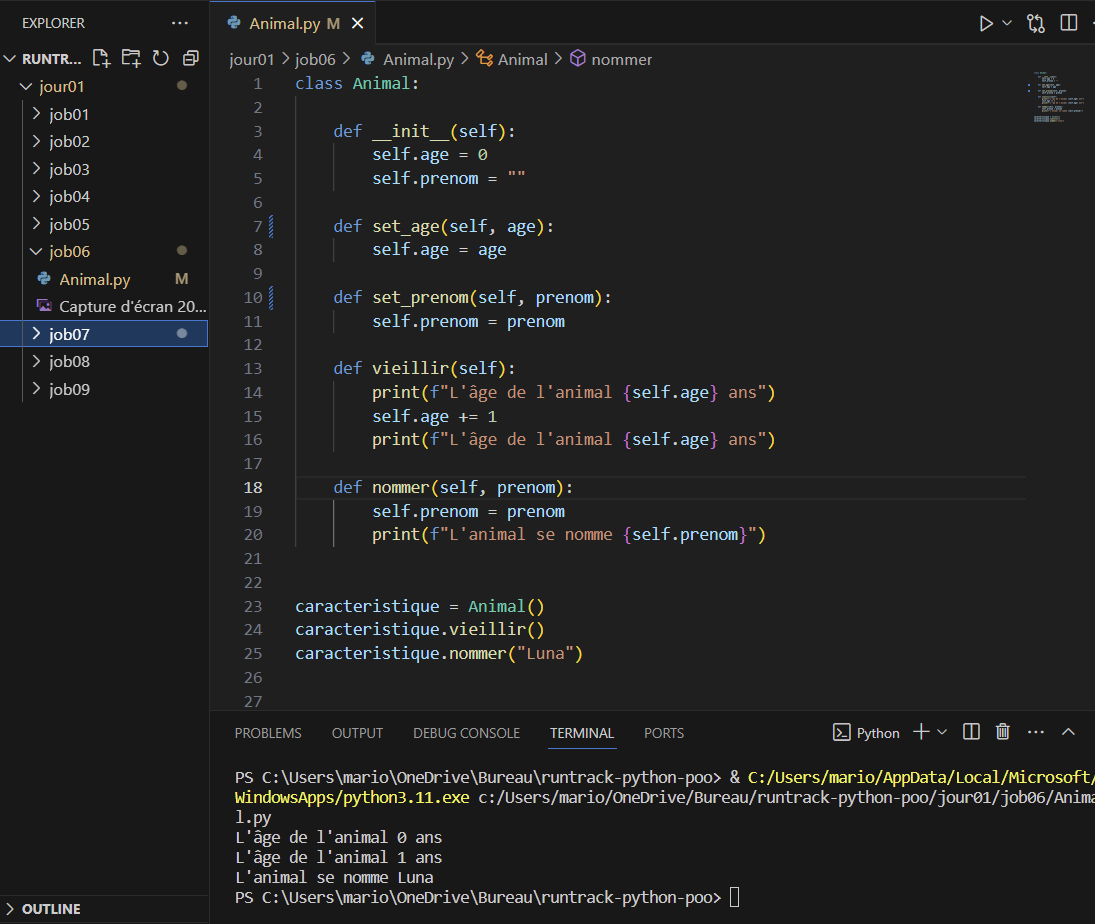 EXPLORER
RUNTR...
jour01
job01
job02
job03
job04
job05
job06
Animal.py M
Capture d'écran 20...
job07
job08
job09
OUTLINE
Animal.py M
jour01 > job06 > Animal.py > Animal > nommer
1 class Animal:
2
3 def __init__(self):
4 self.age = 0
5 self.prenom = ""
6
7 def set_age(self, age):
8 self.age = age
9
10 def set_prenom(self, prenom):
11 self.prenom = prenom
12
13 def vieillir(self):
14 print(f"L'âge de l'animal {self.age} ans")
15 self.age += 1
16 print(f"L'âge de l'animal {self.age} ans")
17
18 def nommer(self, prenom):
19 self.prenom = prenom
20 print(f"L'animal se nomme {self.prenom}")
21
22
23 caracteristique = Animal()
24 caracteristique.vieillir()
25 caracteristique.nommer("Luna")
26
27
PROBLEMS OUTPUT DEBUG CONSOLE TERMINAL PORTS Python
PS C:\Users\mario\OneDrive\Bureau\runtrack-python-poo> & C:/Users/mario/AppData/Local/Microsoft/
WindowsApps/python3.11.exe c:/Users/mario/OneDrive/Bureau/runtrack-python-poo/jour01/job06/Anima
l.py
L'âge de l'animal 0 ans
L'âge de l'animal 1 ans
L'animal se nomme Luna
PS C:\Users\mario\OneDrive\Bureau\runtrack-python-poo>